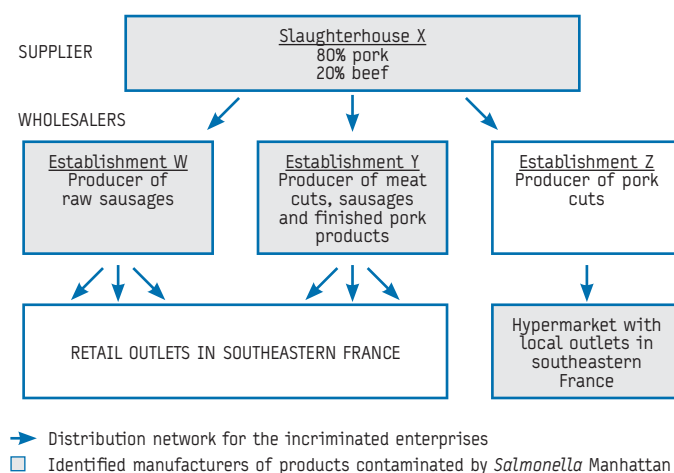 SUPPLIER
Slaughterhouse X
80% pork
20% beef
WHOLESALERS
Establishment W
Producer of
raw sausages
Establishment Y
Producer of meat
cuts, sausages
and finished pork
products
Establishment Z
Producer of pork
cuts
RETAIL OUTLETS IN SOUTHEASTERN FRANCE
Hypermarket with
local outlets in
southeastern
France
Distribution network for the incriminated enterprises
Identified manufacturers of products contaminated by Salmonella Manhattan